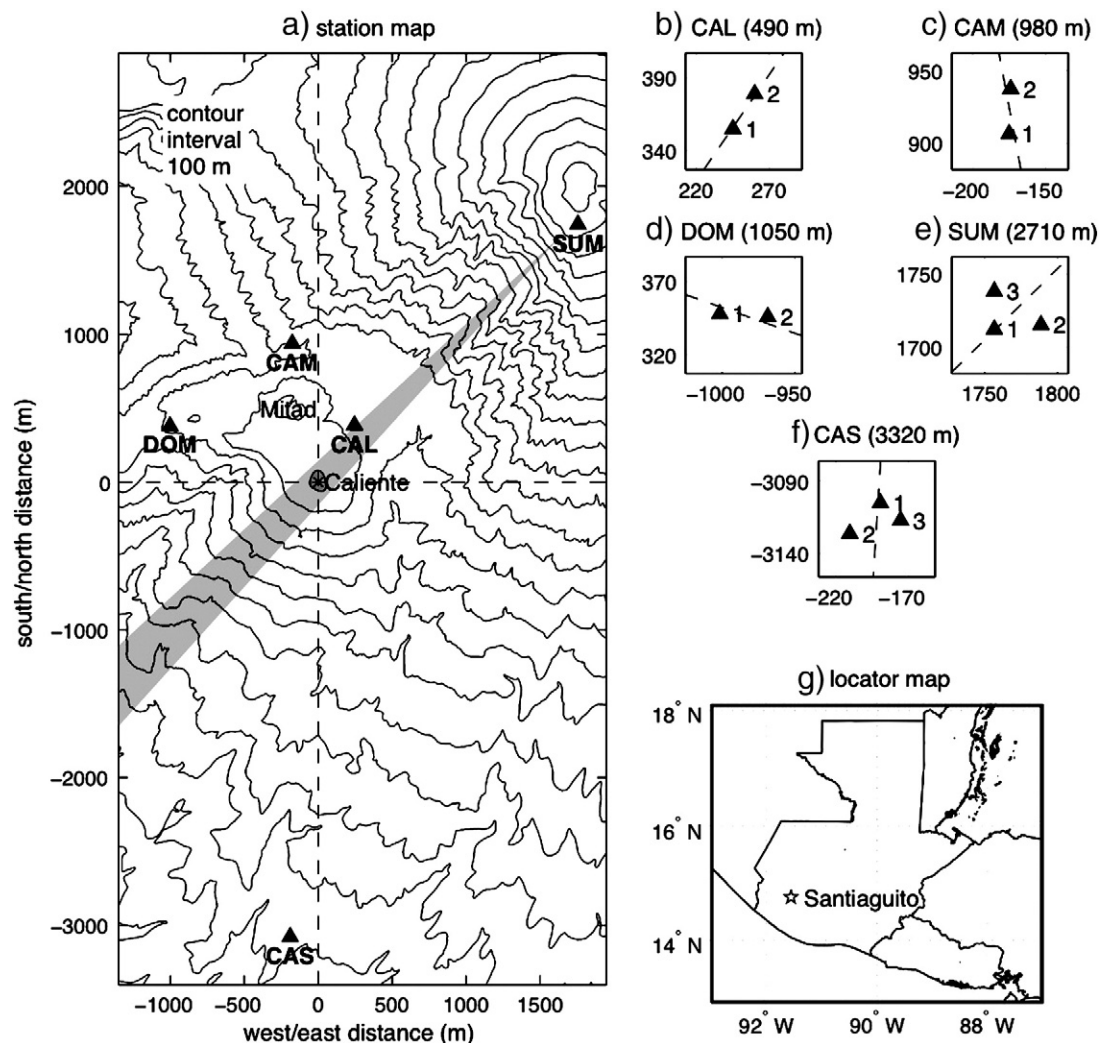 a) station map
contour
interval
100 m
2000
1000
0
−1000
−2000
−3000
south/north distance (m)
SUM
CAM
Mitad
DOM
CAL
Caliente
CAS
−1000 −500 0 500 1000 1500
west/east distance (m)
b) CAL (490 m)
390
340
2
1
220 270
c) CAM (980 m)
950
900
2
1
−200 −150
d) DOM (1050 m)
370
320
1 2
−1000 −950
e) SUM (2710 m)
1750
1700
3
1 2
1750 1800
f) CAS (3320 m)
−3090
−3140
1
2 3
−220 −170
g) locator map
18° N
16° N
14° N
Santiaguito
92° W 90° W 88° W